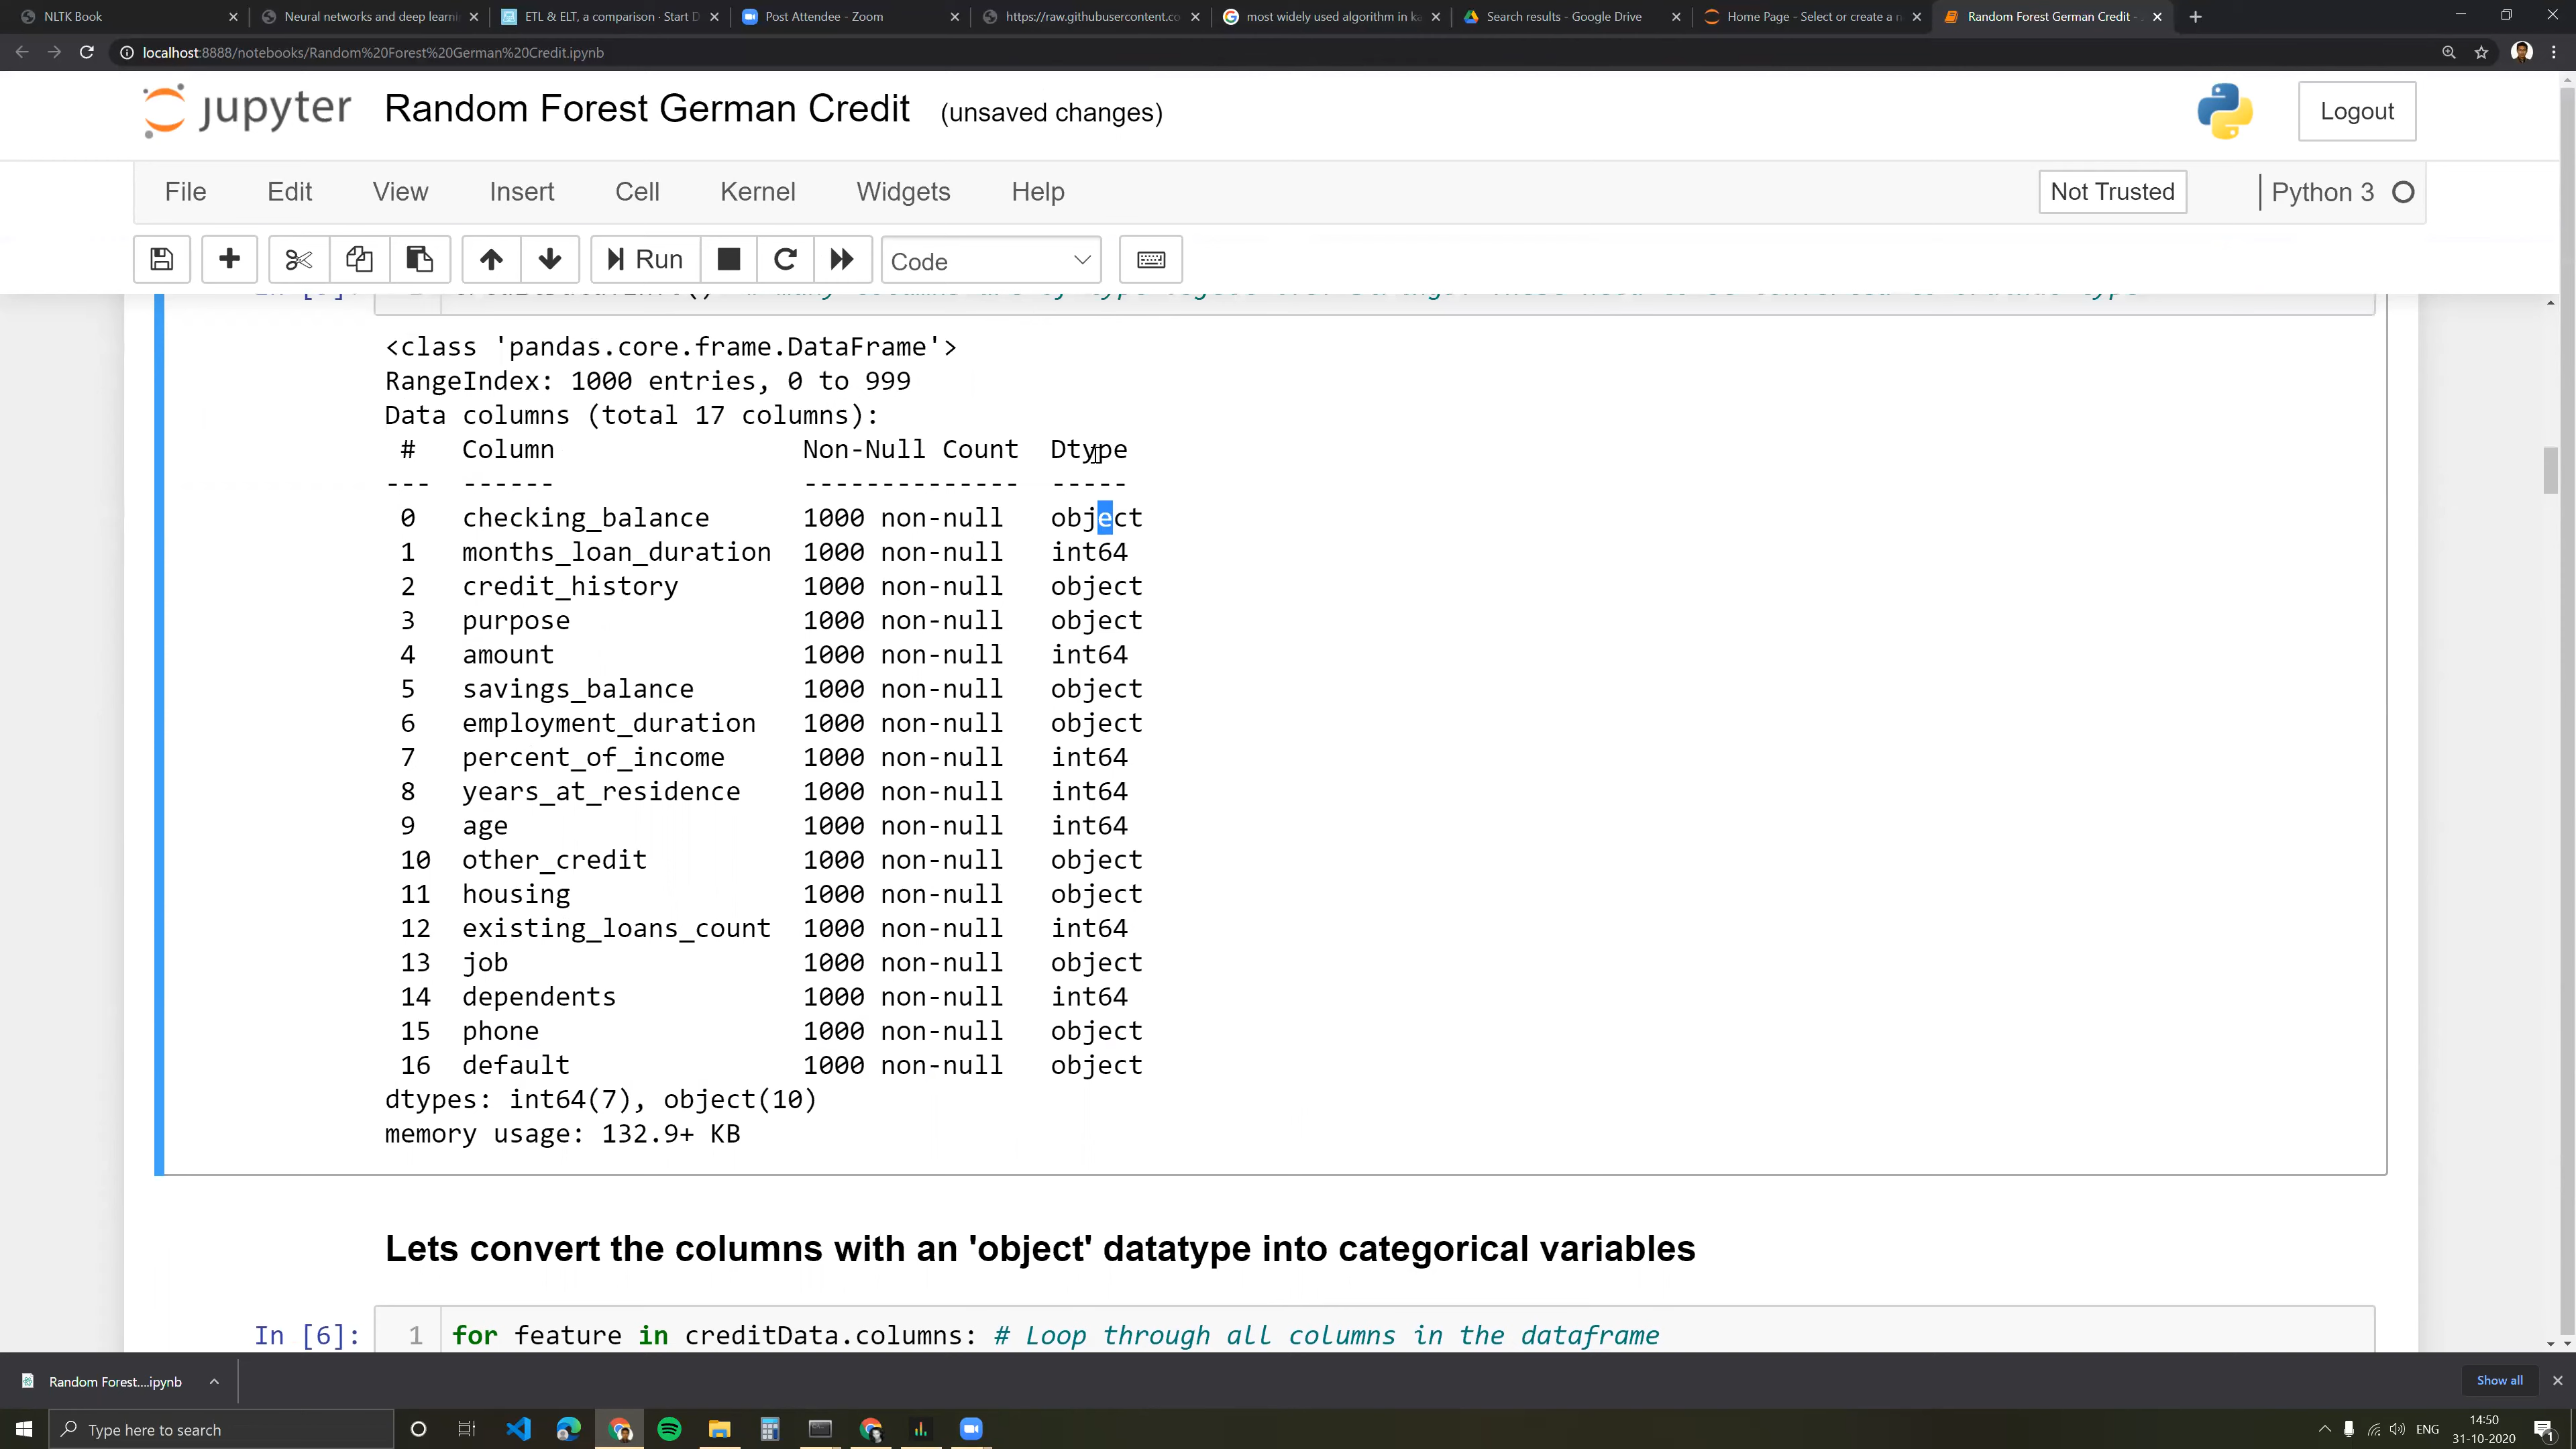 NLTK Book
Neural networks and deep learni
ETL & ELT, a comparison · Start D
Post Attendee - Zoom
https://raw.githubusercontent.co
most widely used algorithm in ka
Search results - Google Drive
Home Page - Select or create a n
Random Forest German Credit -
localhost:8888/notebooks/Random%20Forest%20German%20Credit.ipynb
jupyter Random Forest German Credit (unsaved changes)
Logout
File Edit View Insert Cell Kernel Widgets Help
Not Trusted
Python 3
Run
Code
<class 'pandas.core.frame.DataFrame'>
RangeIndex: 1000 entries, 0 to 999
Data columns (total 17 columns):
# Column Non-Null Count Dtype
--- ------ -------------- -----
0 checking_balance 1000 non-null object
1 months_loan_duration 1000 non-null int64
2 credit_history 1000 non-null object
3 purpose 1000 non-null object
4 amount 1000 non-null int64
5 savings_balance 1000 non-null object
6 employment_duration 1000 non-null object
7 percent_of_income 1000 non-null int64
8 years_at_residence 1000 non-null int64
9 age 1000 non-null int64
10 other_credit 1000 non-null object
11 housing 1000 non-null object
12 existing_loans_count 1000 non-null int64
13 job 1000 non-null object
14 dependents 1000 non-null int64
15 phone 1000 non-null object
16 default 1000 non-null object
dtypes: int64(7), object(10)
memory usage: 132.9+ KB
Lets convert the columns with an 'object' datatype into categorical variables
In [6]: 1 for feature in creditData.columns: # Loop through all columns in the dataframe
Random Forest....ipynb
Show all
Type here to search
ENG
14:50
31-10-2020
1